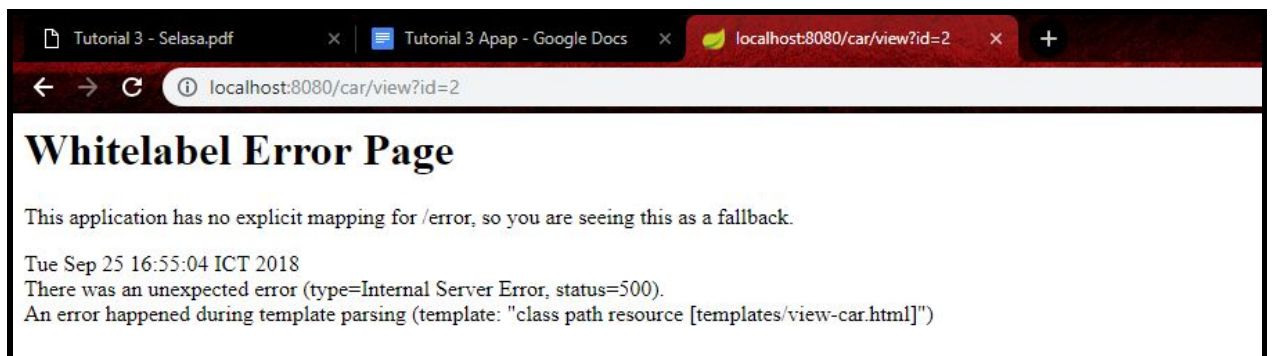 Tutorial 3 - Selasa.pdf
Tutorial 3 Apap - Google Docs
localhost:8080/car/view?id=2
localhost:8080/car/view?id=2
Whitelabel Error Page
This application has no explicit mapping for /error, so you are seeing this as a fallback.
Tue Sep 25 16:55:04 ICT 2018
There was an unexpected error (type=Internal Server Error, status=500).
An error happened during template parsing (template: "class path resource [templates/view-car.html]")